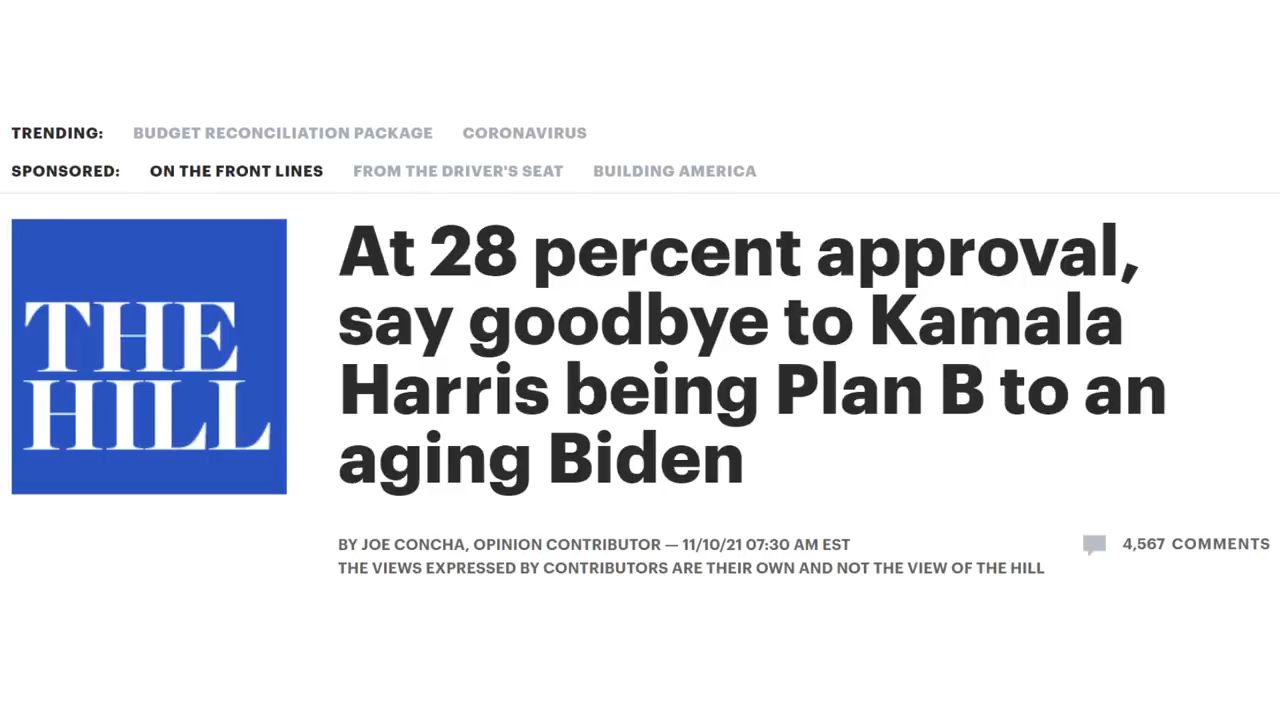 TRENDING: BUDGET RECONCILIATION PACKAGE CORONAVIRUS
SPONSORED: ON THE FRONT LINES FROM THE DRIVER'S SEAT BUILDING AMERICA
THE
HILL
At 28 percent approval,
say goodbye to Kamala
Harris being Plan B to an
aging Biden
BY JOE CONCHA, OPINION CONTRIBUTOR — 11/10/21 07:30 AM EST
4,567 COMMENTS
THE VIEWS EXPRESSED BY CONTRIBUTORS ARE THEIR OWN AND NOT THE VIEW OF THE HILL